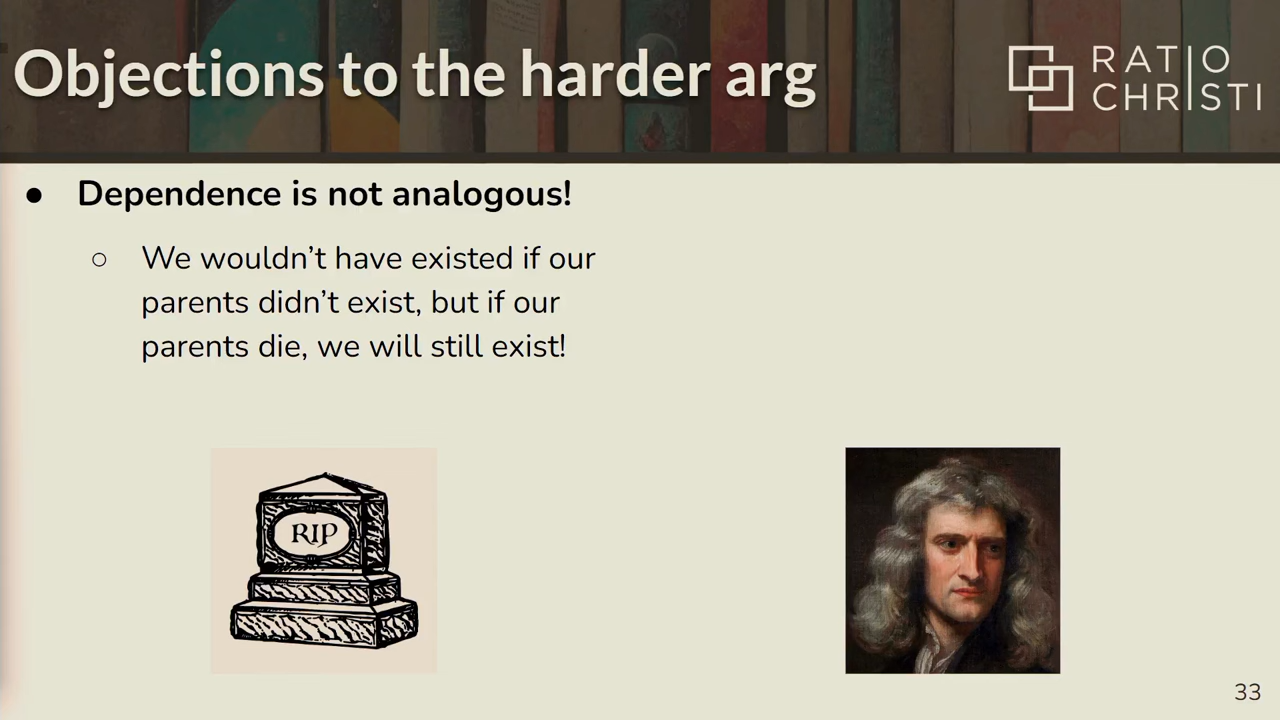 Objections to the harder arg
RATIO
CHRISTI
● Dependence is not analogous!
○ We wouldn’t have existed if our
parents didn’t exist, but if our
parents die, we will still exist!
RIP
33